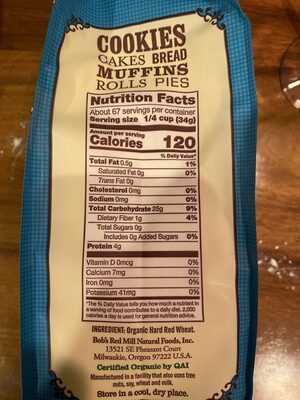 COOKIES
CAKES BREAD
MUFFINS
ROLLS PIES
Nutrition Facts
About 67 servings per container
Serving size 1/4 cup (34g)
Amount per serving
Calories 120
% Daily Value*
Total Fat 0.5g 1%
Saturated Fat 0g 0%
Trans Fat 0g
Cholesterol 0mg 0%
Sodium 0mg 0%
Total Carbohydrate 25g 9%
Dietary Fiber 1g 4%
Total Sugars 0g
Includes 0g Added Sugars 0%
Protein 4g
Vitamin D 0mcg 0%
Calcium 7mg 0%
Iron 0mg 0%
Potassium 41mg 0%
*The % Daily Value tells you how much a nutrient in
a serving of food contributes to a daily diet. 2,000
calories a day is used for general nutrition advice.
INGREDIENT: Organic Hard Red Wheat.
Bob's Red Mill Natural Foods, Inc.
13521 SE Pheasant Court
Milwaukie, Oregon 97222 U.S.A.
Certified Organic by QAI
Manufactured in a facility that also uses tree
nuts, soy, wheat and milk.
Store in a cool, dry place.